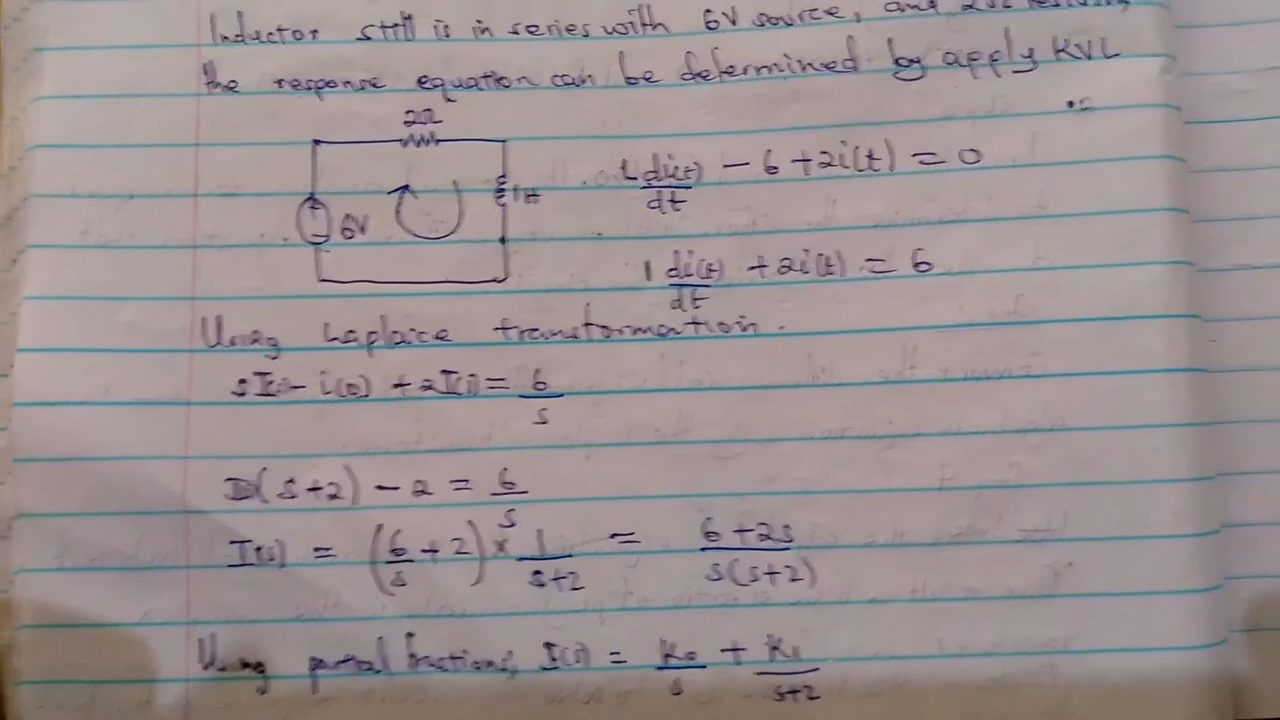 Inductor still is in series with 6V source, and 2Ω
the response equation can be determined by apply KVL
2Ω
1H
6V
1 di(t)/dt - 6 + 2i(t) = 0
1 di(t)/dt + 2i(t) = 6
Using Laplaice transformation.
sI(s) - i(0) + 2I(s) = 6/s
I(s+2) - 2 = 6/s
I(s) = (6/s + 2) × 1/s+2 = 6+2s/s(s+2)
Using partial fractions, I(s) = K₀/s + K₁/s+2